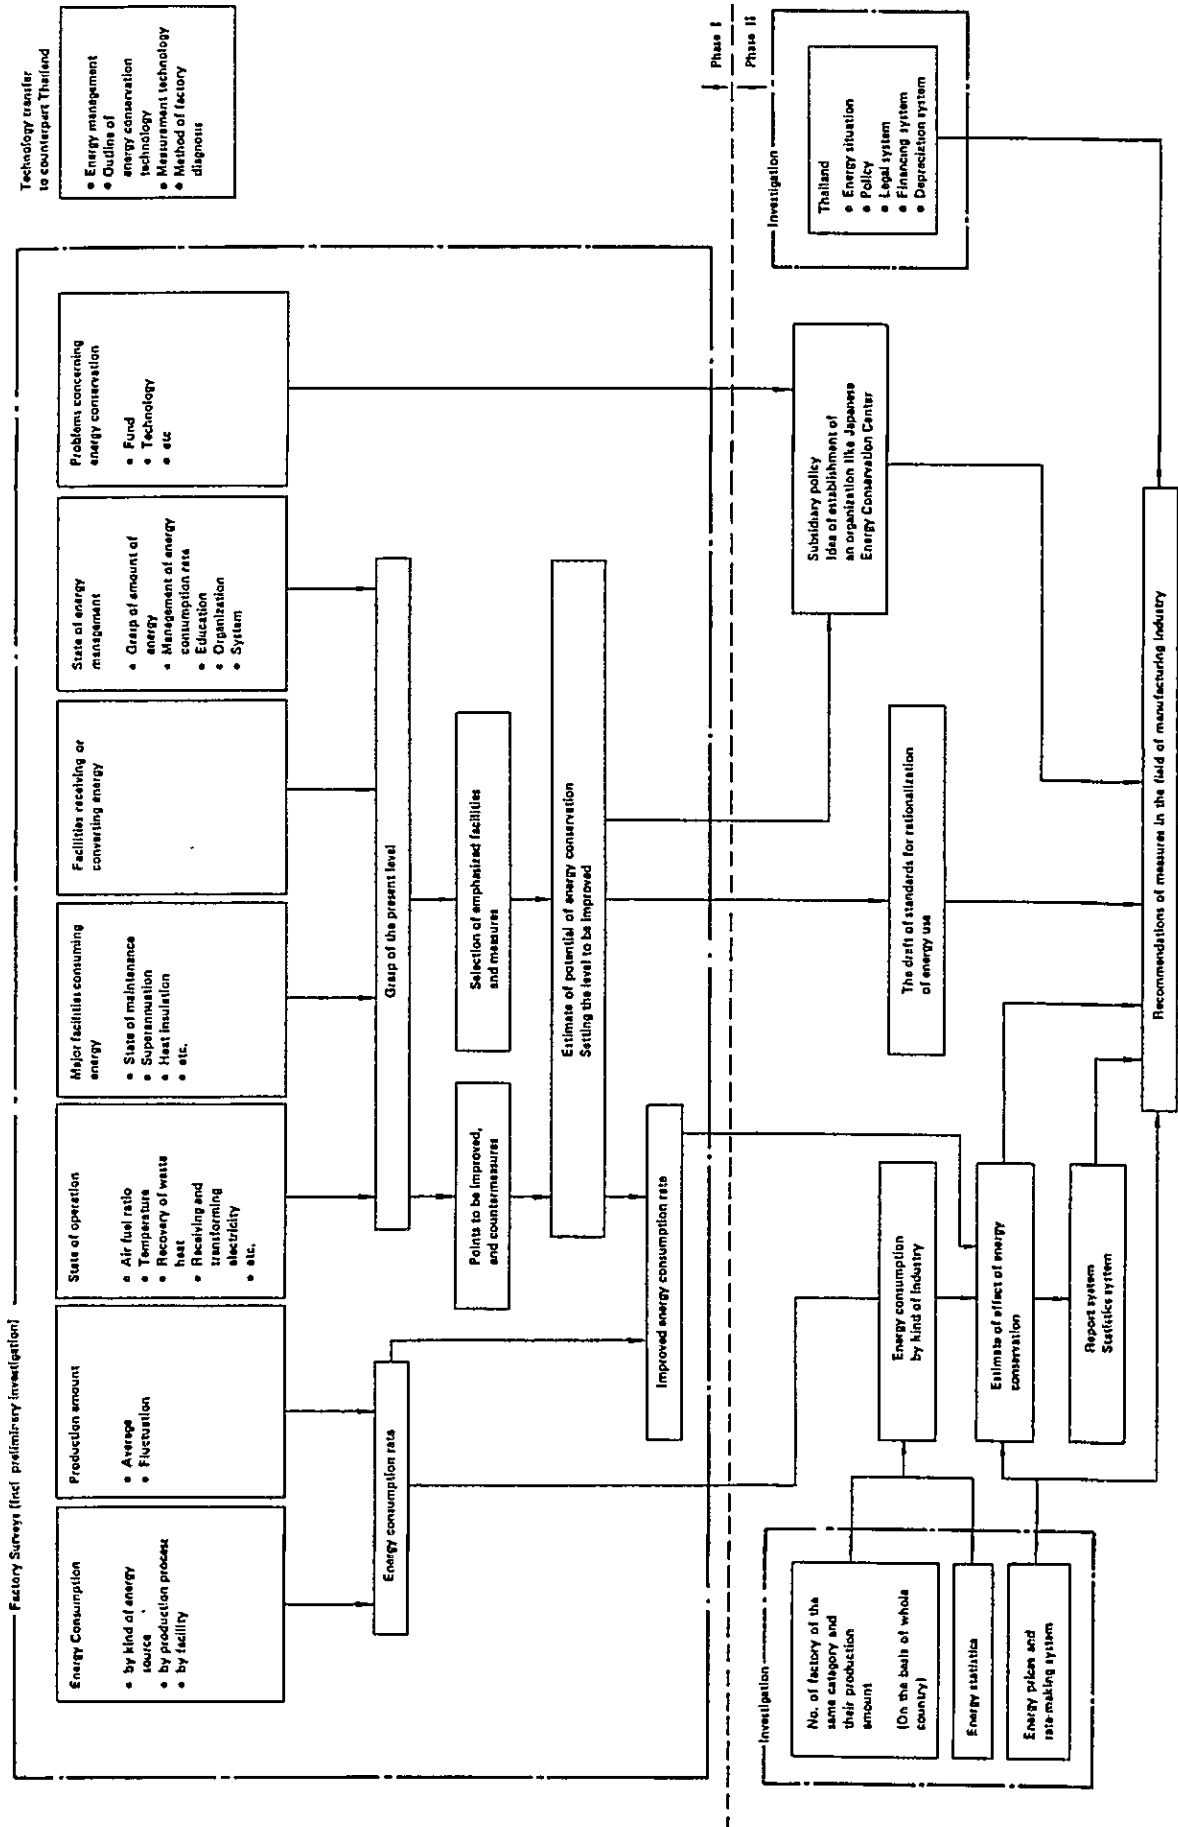 Technology transfer
to counterpart Thailand
• Energy management
• Outline of
energy conservation
technology
• Measurement technology
• Method of factory
diagnosis
Factory Surveys (incl. preliminary investigation)
Energy Consumption
• by kind of energy
source
• by production process
• by facility
Production amount
• Average
• Fluctuation
State of operation
• Air fuel ratio
• Temperature
• Recovery of waste
heat
• Receiving and
transforming
electricity
• etc.
Major facilities consuming
energy
• State of maintenance
• Superannuation
• Heat insulation
• etc.
Facilities receiving or
converting energy
State of energy
management
• Grasp of amount of
energy
• Management of energy
consumption rate
• Education
• Organization
• System
Problems concerning
energy conservation
• Fund
• Technology
• etc
Energy consumption rate
Grasp of the present level
Points to be improved,
and countermeasures
Selection of emphasized facilities
and measures
Estimate of potential of energy conservation
Setting the level to be improved
Improved energy consumption rate
Phase I
Phase II
Investigation
No. of factory of the
same category and
their production
amount
(On the basis of whole
country)
Energy statistics
Energy prices and
rate-making system
Energy consumption
by kind of industry
Estimate of effect of energy
conservation
Report system
Statistics system
The draft of standards for rationalization
of energy use
Subsidiary policy
Idea of establishment of
an organization like Japanese
Energy Conservation Center
Investigation
Thailand
• Energy situation
• Policy
• Legal system
• Financing system
• Depreciation system
Recommendations of measures in the field of manufacturing industry